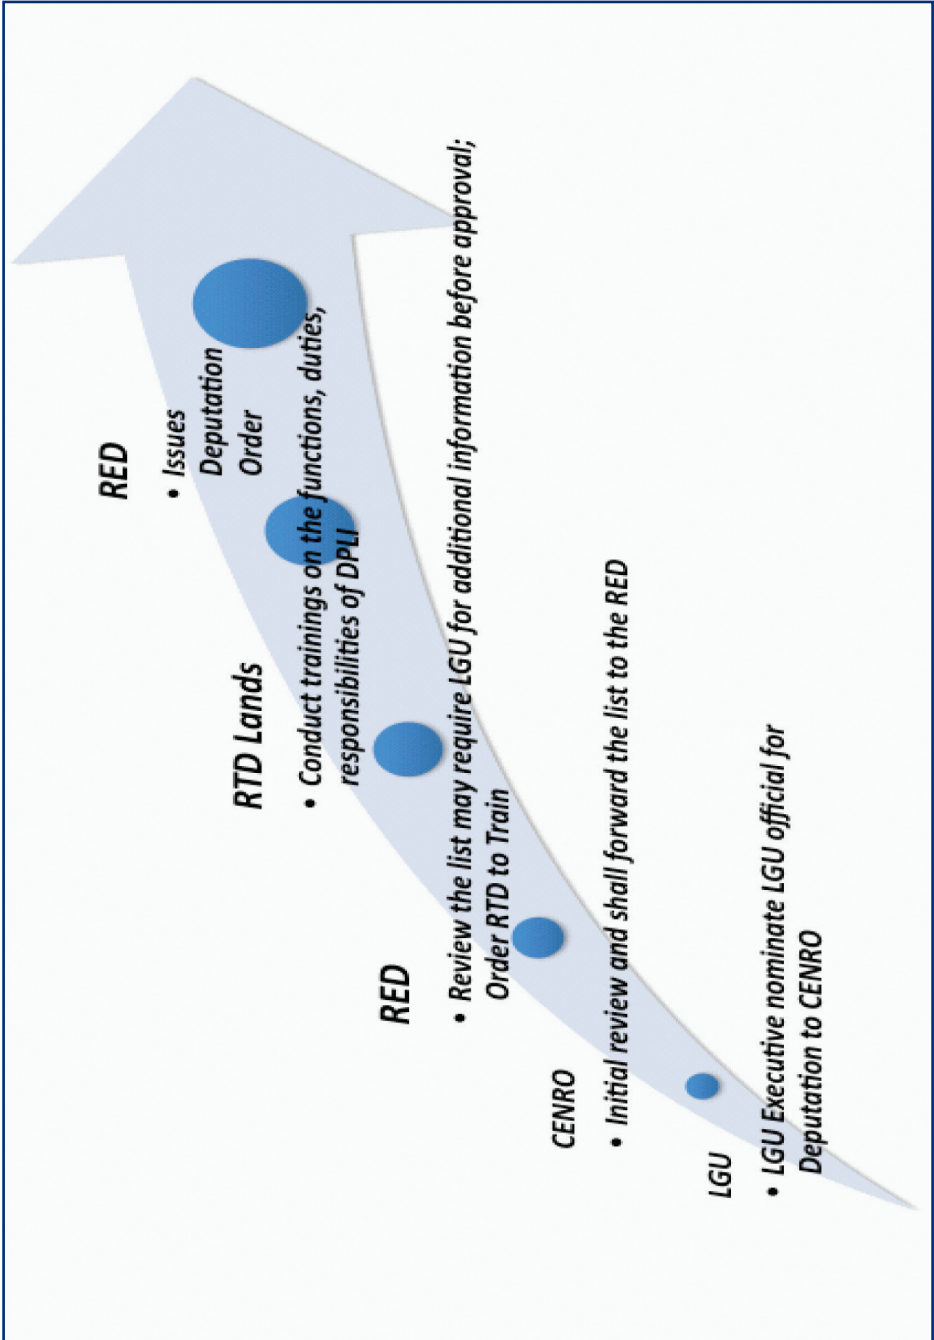 RED
• Issues
Deputation
Order
RTD Lands
• Conduct trainings on the functions, duties,
responsibilities of DPLI
RED
• Review the list may require LGU for additional information before approval;
Order RTD to Train
CENRO
• Initial review and shall forward the list to the RED
LGU
• LGU Executive nominate LGU official for
Deputation to CENRO